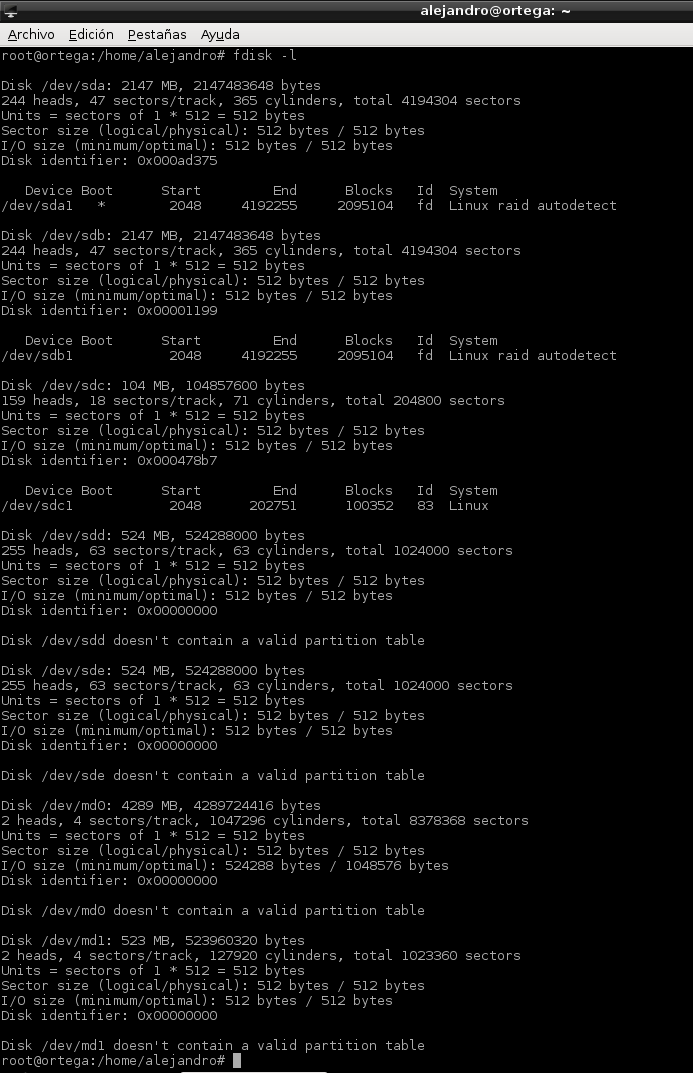 alejandro@ortega: ~
Archivo Edición Pestañas Ayuda
root@ortega:/home/alejandro# fdisk -l

Disk /dev/sda: 2147 MB, 2147483648 bytes
244 heads, 47 sectors/track, 365 cylinders, total 4194304 sectors
Units = sectors of 1 * 512 = 512 bytes
Sector size (logical/physical): 512 bytes / 512 bytes
I/O size (minimum/optimal): 512 bytes / 512 bytes
Disk identifier: 0x000ad375

   Device Boot      Start         End      Blocks   Id  System
/dev/sda1   *        2048     4192255     2095104   fd  Linux raid autodetect

Disk /dev/sdb: 2147 MB, 2147483648 bytes
244 heads, 47 sectors/track, 365 cylinders, total 4194304 sectors
Units = sectors of 1 * 512 = 512 bytes
Sector size (logical/physical): 512 bytes / 512 bytes
I/O size (minimum/optimal): 512 bytes / 512 bytes
Disk identifier: 0x00001199

   Device Boot      Start         End      Blocks   Id  System
/dev/sdb1            2048     4192255     2095104   fd  Linux raid autodetect

Disk /dev/sdc: 104 MB, 104857600 bytes
159 heads, 18 sectors/track, 71 cylinders, total 204800 sectors
Units = sectors of 1 * 512 = 512 bytes
Sector size (logical/physical): 512 bytes / 512 bytes
I/O size (minimum/optimal): 512 bytes / 512 bytes
Disk identifier: 0x000478b7

   Device Boot      Start         End      Blocks   Id  System
/dev/sdc1            2048      202751      100352   83  Linux

Disk /dev/sdd: 524 MB, 524288000 bytes
255 heads, 63 sectors/track, 63 cylinders, total 1024000 sectors
Units = sectors of 1 * 512 = 512 bytes
Sector size (logical/physical): 512 bytes / 512 bytes
I/O size (minimum/optimal): 512 bytes / 512 bytes
Disk identifier: 0x00000000

Disk /dev/sdd doesn't contain a valid partition table

Disk /dev/sde: 524 MB, 524288000 bytes
255 heads, 63 sectors/track, 63 cylinders, total 1024000 sectors
Units = sectors of 1 * 512 = 512 bytes
Sector size (logical/physical): 512 bytes / 512 bytes
I/O size (minimum/optimal): 512 bytes / 512 bytes
Disk identifier: 0x00000000

Disk /dev/sde doesn't contain a valid partition table

Disk /dev/md0: 4289 MB, 4289724416 bytes
2 heads, 4 sectors/track, 1047296 cylinders, total 8378368 sectors
Units = sectors of 1 * 512 = 512 bytes
Sector size (logical/physical): 512 bytes / 512 bytes
I/O size (minimum/optimal): 524288 bytes / 1048576 bytes
Disk identifier: 0x00000000

Disk /dev/md0 doesn't contain a valid partition table

Disk /dev/md1: 523 MB, 523960320 bytes
2 heads, 4 sectors/track, 127920 cylinders, total 1023360 sectors
Units = sectors of 1 * 512 = 512 bytes
Sector size (logical/physical): 512 bytes / 512 bytes
I/O size (minimum/optimal): 512 bytes / 512 bytes
Disk identifier: 0x00000000

Disk /dev/md1 doesn't contain a valid partition table
root@ortega:/home/alejandro#